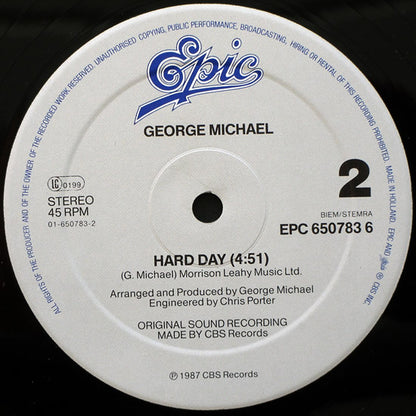 ALL RIGHTS OF THE PRODUCER AND OF THE OWNER OF THE RECORDED WORK RESERVED. UNAUTHORISED COPYING, PUBLIC PERFORMANCE, BROADCASTING, HIRING OR RENTAL OF THIS RECORDING PROHIBITED. MADE IN HOLLAND. EPIC AND
CBS INC.
Epic
GEORGE MICHAEL
LC 0199
STEREO
45 RPM
01-650783-2
2
BIEM/STEMRA
EPC 650783 6
HARD DAY (4:51)
(G. Michael) Morrison Leahy Music Ltd.
Arranged and Produced by George Michael
Engineered by Chris Porter
ORIGINAL SOUND RECORDING
MADE BY CBS Records
℗ 1987 CBS Records